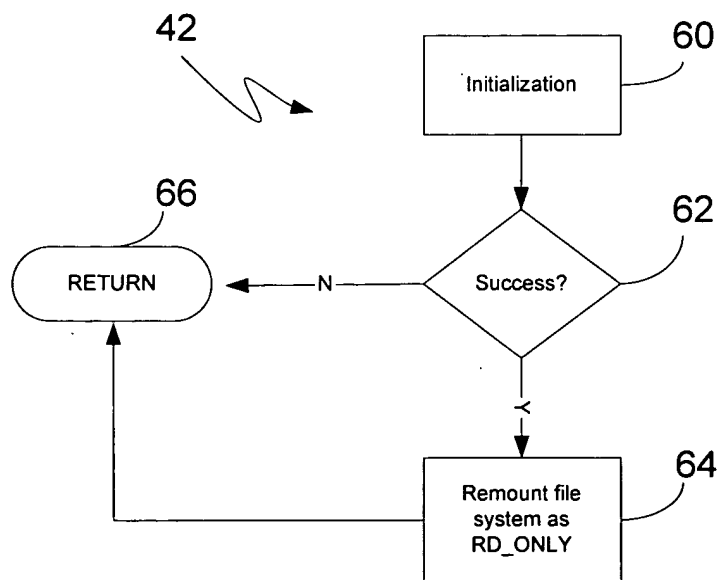 42
60
Initialization
66
62
RETURN
N
Success?
Y
64
Remount file
system as
RD_ONLY